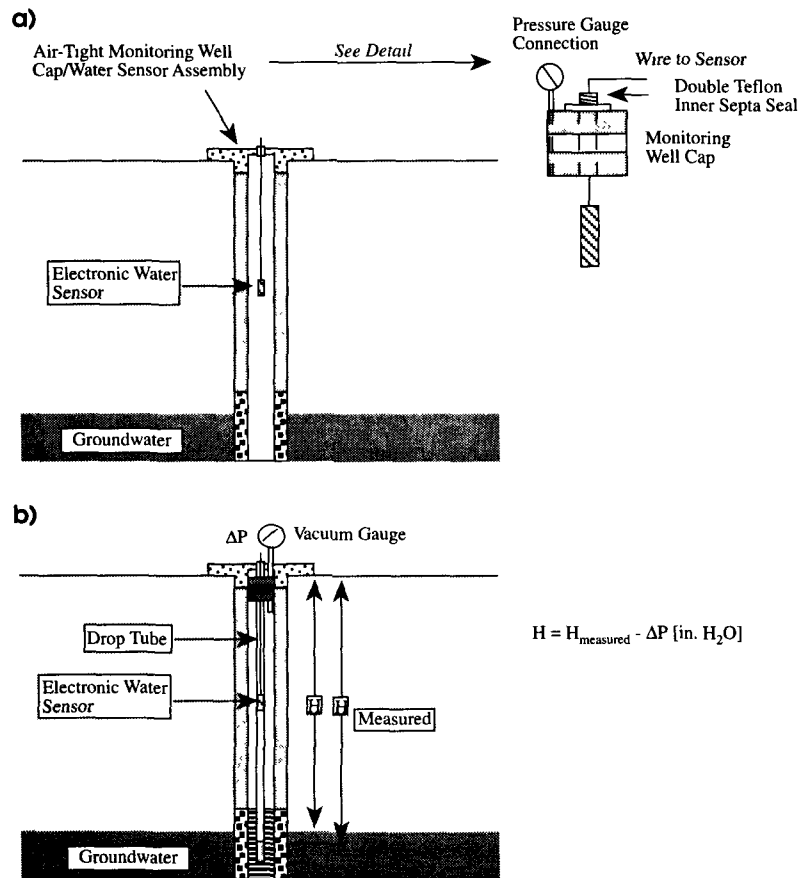 a)
Air-Tight Monitoring Well
Cap/Water Sensor Assembly
See Detail
Pressure Gauge
Connection
Wire to Sensor
Double Teflon
Inner Septa Seal
Monitoring
Well Cap
Electronic Water
Sensor
Groundwater
b)
ΔP
Vacuum Gauge
Drop Tube
Electronic Water
Sensor
H
H
Measured
H = H_measured - ΔP [in. H₂O]
Groundwater